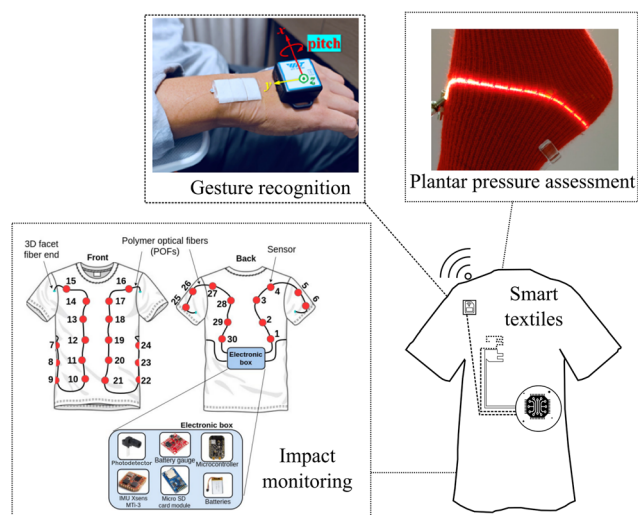 x
pitch
y
z
Gesture recognition
Plantar pressure assessment
3D facet
fiber end
Front
Polymer optical fibers
(POFs)
Back
Sensor
15
16
14
17
13
18
12
19
11
20
10
21
7
8
9
24
23
22
26
25
27
28
29
30
4
3
2
1
5
6
Electronic
box
Electronic box
Photodetector
Battery gauge
Microcontroller
IMU Xsens
MTi-3
Micro SD
card module
Batteries
Impact
monitoring
Smart
textiles